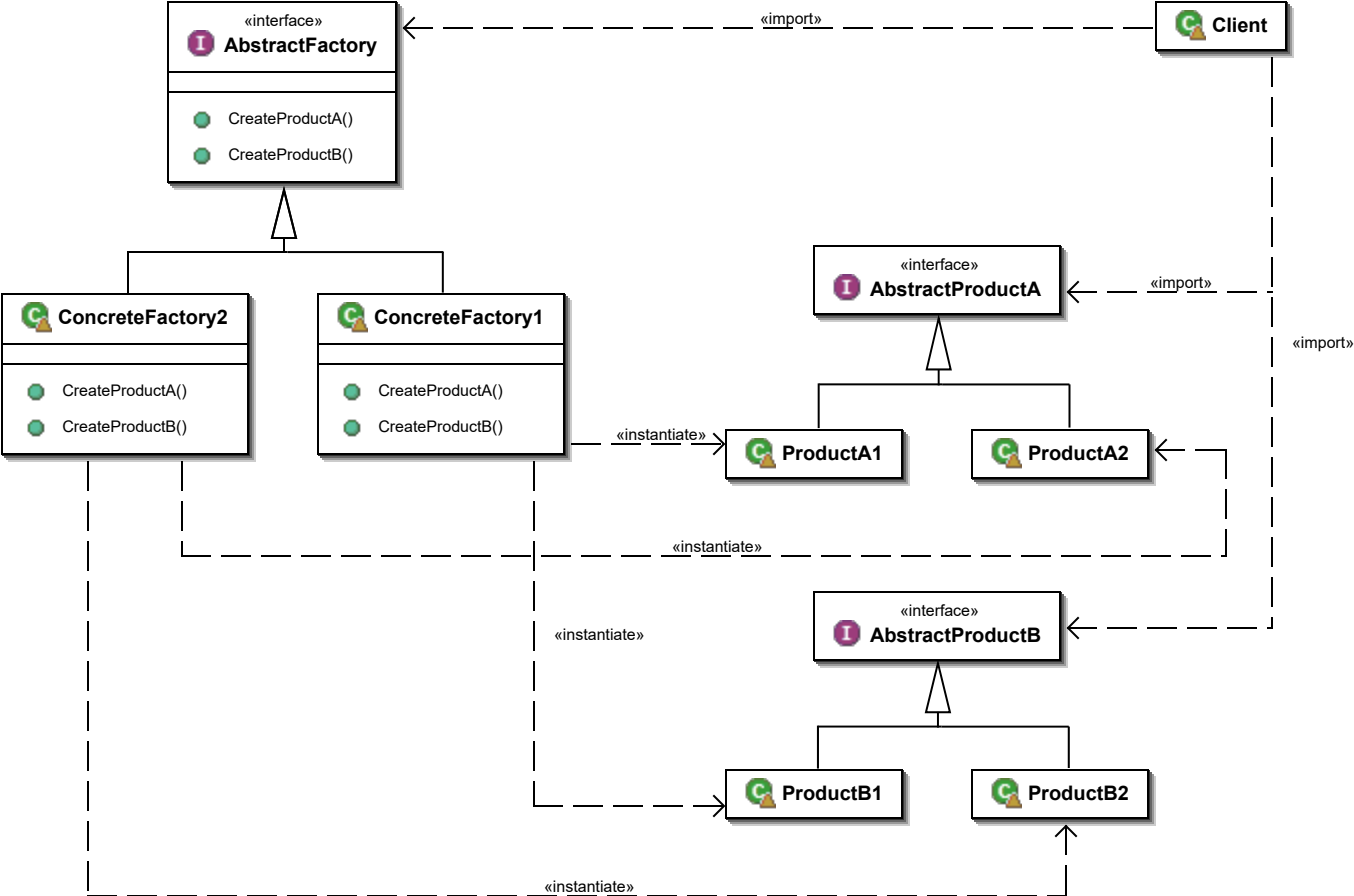 «interface»
AbstractFactory
CreateProductA()
CreateProductB()
«import»
Client
ConcreteFactory2
CreateProductA()
CreateProductB()
ConcreteFactory1
CreateProductA()
CreateProductB()
«interface»
AbstractProductA
«import»
«import»
«instantiate»
ProductA1
ProductA2
«instantiate»
«interface»
AbstractProductB
«instantiate»
ProductB1
ProductB2
«instantiate»